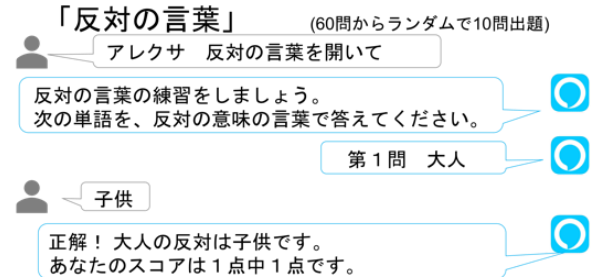 「反対の言葉」 (60問からランダムで10問出題)
アレクサ 反対の言葉を開いて
反対の言葉の練習をしましょう。
次の単語を、反対の意味の言葉で答えてください。
第1問 大人
子供
正解! 大人の反対は子供です。
あなたのスコアは1点中1点です。